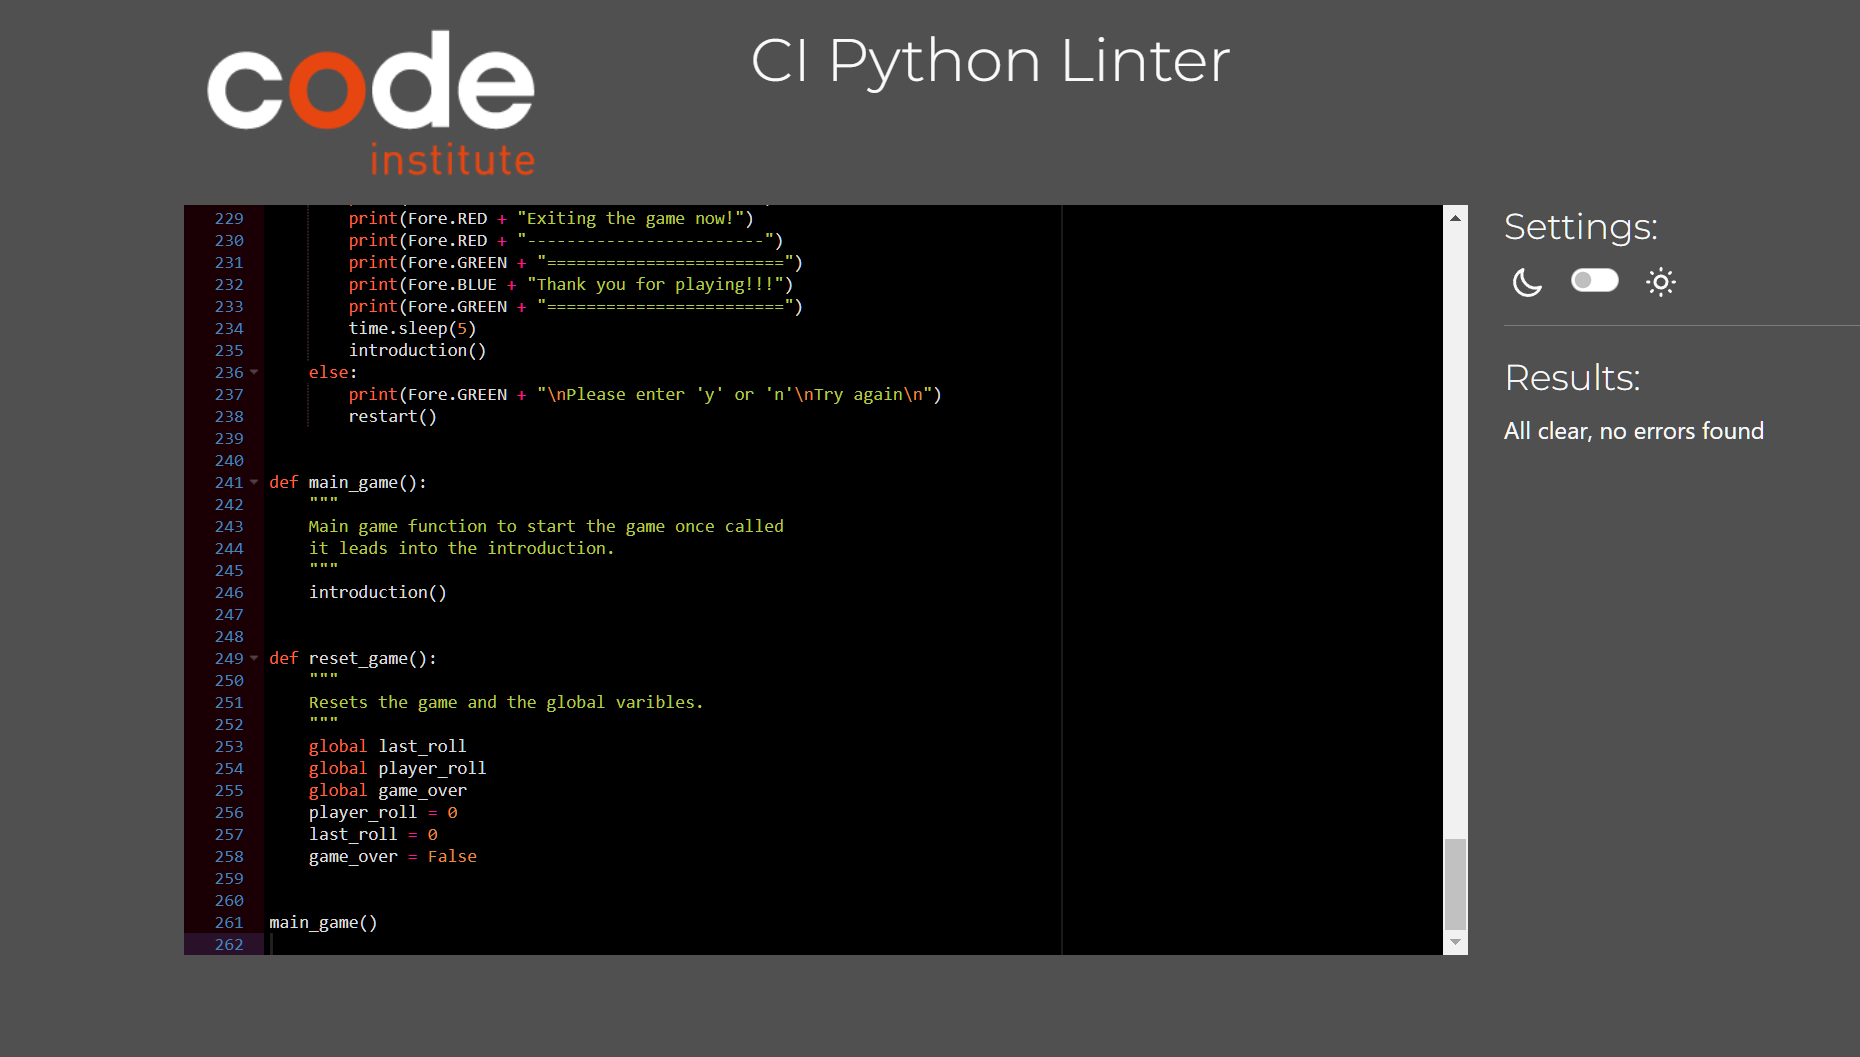 code
institute
CI Python Linter
229 print(Fore.RED + "Exiting the game now!")
230 print(Fore.RED + "------------------------")
231 print(Fore.GREEN + "========================")
232 print(Fore.BLUE + "Thank you for playing!!!")
233 print(Fore.GREEN + "========================")
234 time.sleep(5)
235 introduction()
236 else:
237 print(Fore.GREEN + "\nPlease enter 'y' or 'n'\nTry again\n")
238 restart()
239
240
241 def main_game():
242 """
243 Main game function to start the game once called
244 it leads into the introduction.
245 """
246 introduction()
247
248
249 def reset_game():
250 """
251 Resets the game and the global varibles.
252 """
253 global last_roll
254 global player_roll
255 global game_over
256 player_roll = 0
257 last_roll = 0
258 game_over = False
259
260
261 main_game()
262
Settings:
Results:
All clear, no errors found